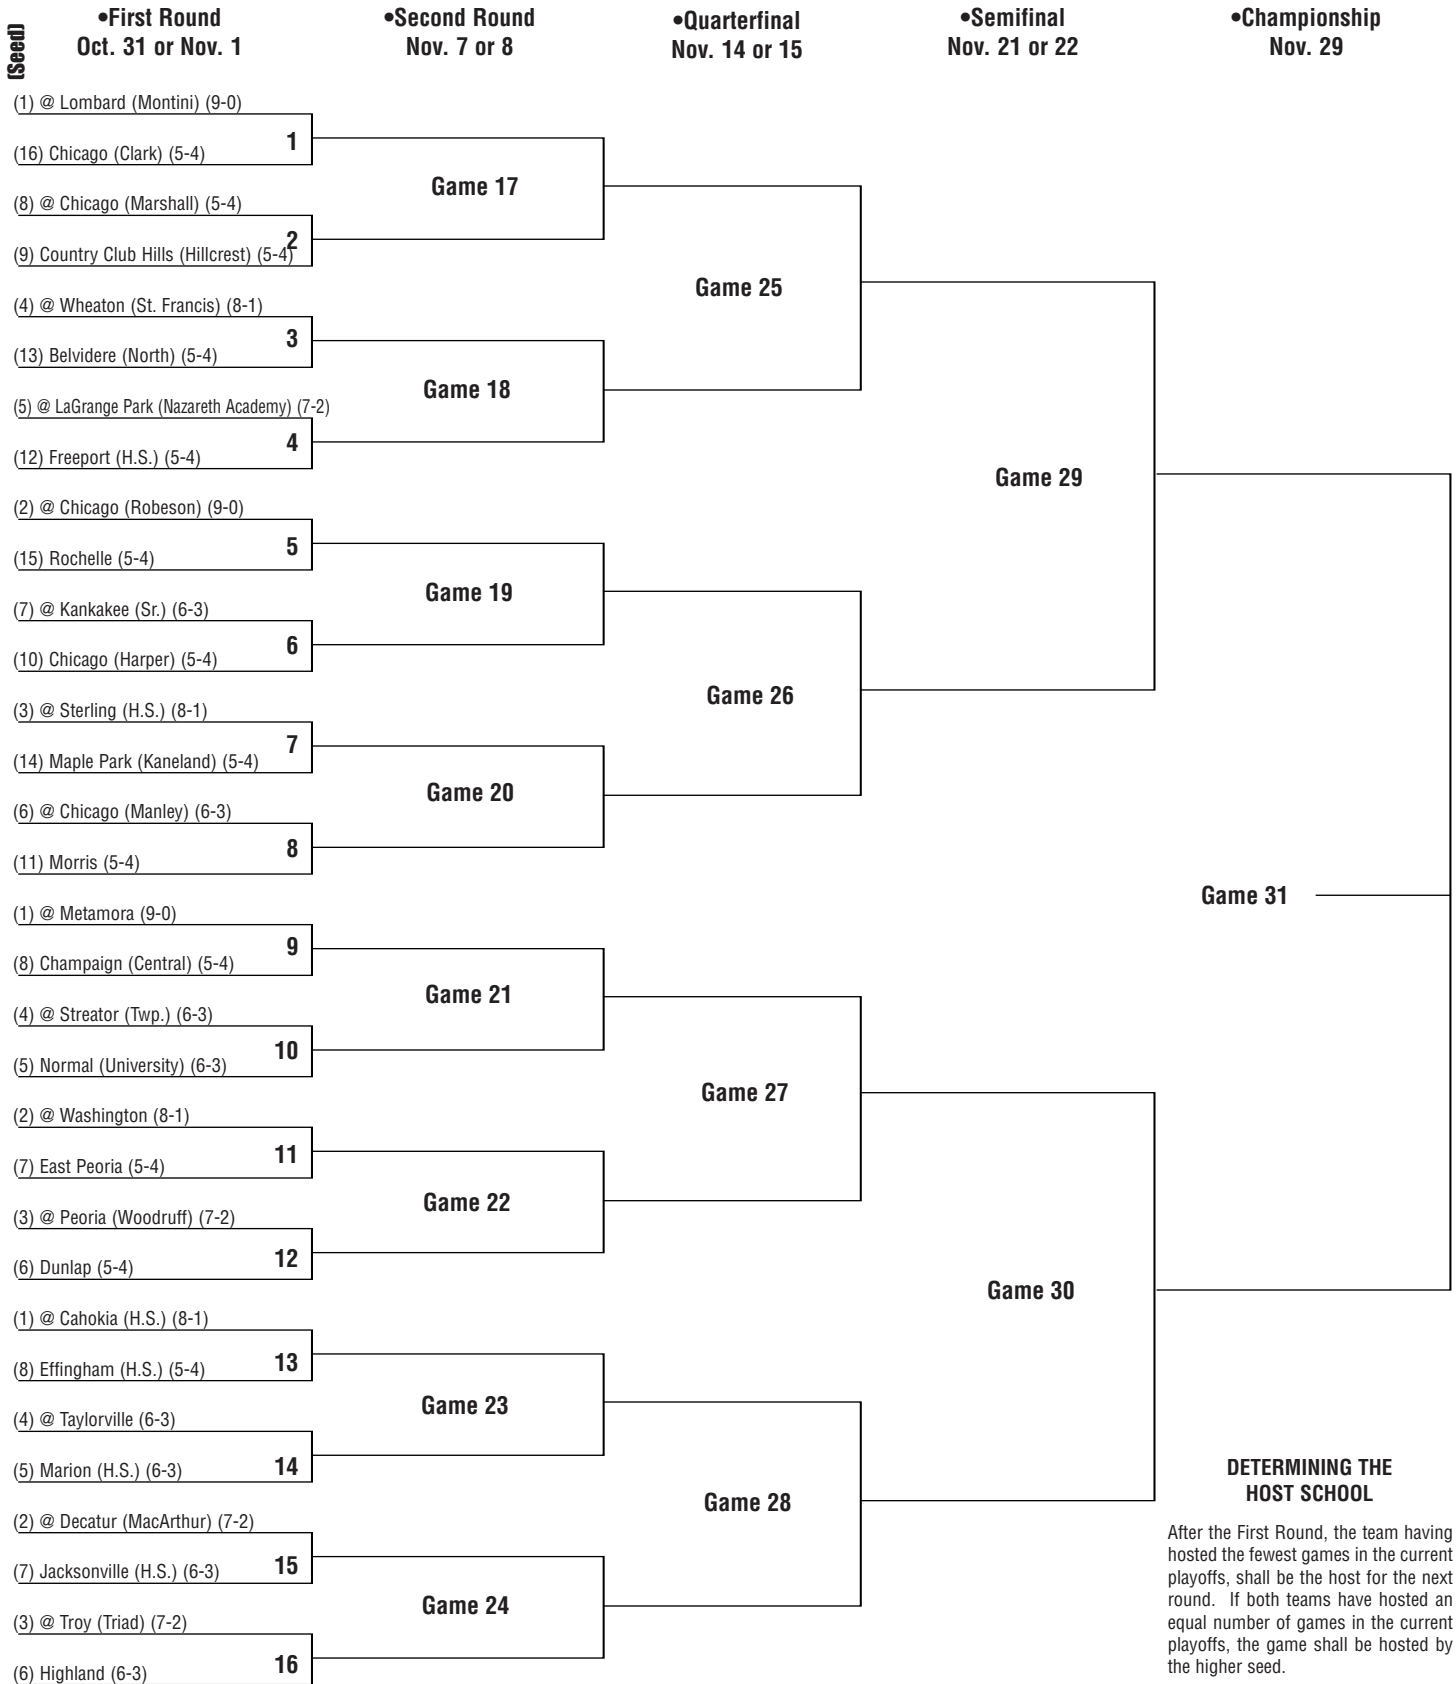 (Seed)
•First Round
Oct. 31 or Nov. 1
•Second Round
Nov. 7 or 8
•Quarterfinal
Nov. 14 or 15
•Semifinal
Nov. 21 or 22
•Championship
Nov. 29
(1) @ Lombard (Montini) (9-0)
1
(16) Chicago (Clark) (5-4)
Game 17
(8) @ Chicago (Marshall) (5-4)
2
(9) Country Club Hills (Hillcrest) (5-4)
Game 25
(4) @ Wheaton (St. Francis) (8-1)
3
(13) Belvidere (North) (5-4)
Game 18
(5) @ LaGrange Park (Nazareth Academy) (7-2)
4
(12) Freeport (H.S.) (5-4)
Game 29
(2) @ Chicago (Robeson) (9-0)
5
(15) Rochelle (5-4)
Game 19
(7) @ Kankakee (Sr.) (6-3)
6
(10) Chicago (Harper) (5-4)
Game 26
(3) @ Sterling (H.S.) (8-1)
7
(14) Maple Park (Kaneland) (5-4)
Game 20
(6) @ Chicago (Manley) (6-3)
8
(11) Morris (5-4)
Game 31
(1) @ Metamora (9-0)
9
(8) Champaign (Central) (5-4)
Game 21
(4) @ Streator (Twp.) (6-3)
10
(5) Normal (University) (6-3)
Game 27
(2) @ Washington (8-1)
11
(7) East Peoria (5-4)
Game 22
(3) @ Peoria (Woodruff) (7-2)
12
(6) Dunlap (5-4)
Game 30
(1) @ Cahokia (H.S.) (8-1)
13
(8) Effingham (H.S.) (5-4)
Game 23
(4) @ Taylorville (6-3)
14
(5) Marion (H.S.) (6-3)
Game 28
(2) @ Decatur (MacArthur) (7-2)
15
(7) Jacksonville (H.S.) (6-3)
Game 24
(3) @ Troy (Triad) (7-2)
16
(6) Highland (6-3)
DETERMINING THE
HOST SCHOOL
After the First Round, the team having
hosted the fewest games in the current
playoffs, shall be the host for the next
round. If both teams have hosted an
equal number of games in the current
playoffs, the game shall be hosted by
the higher seed.